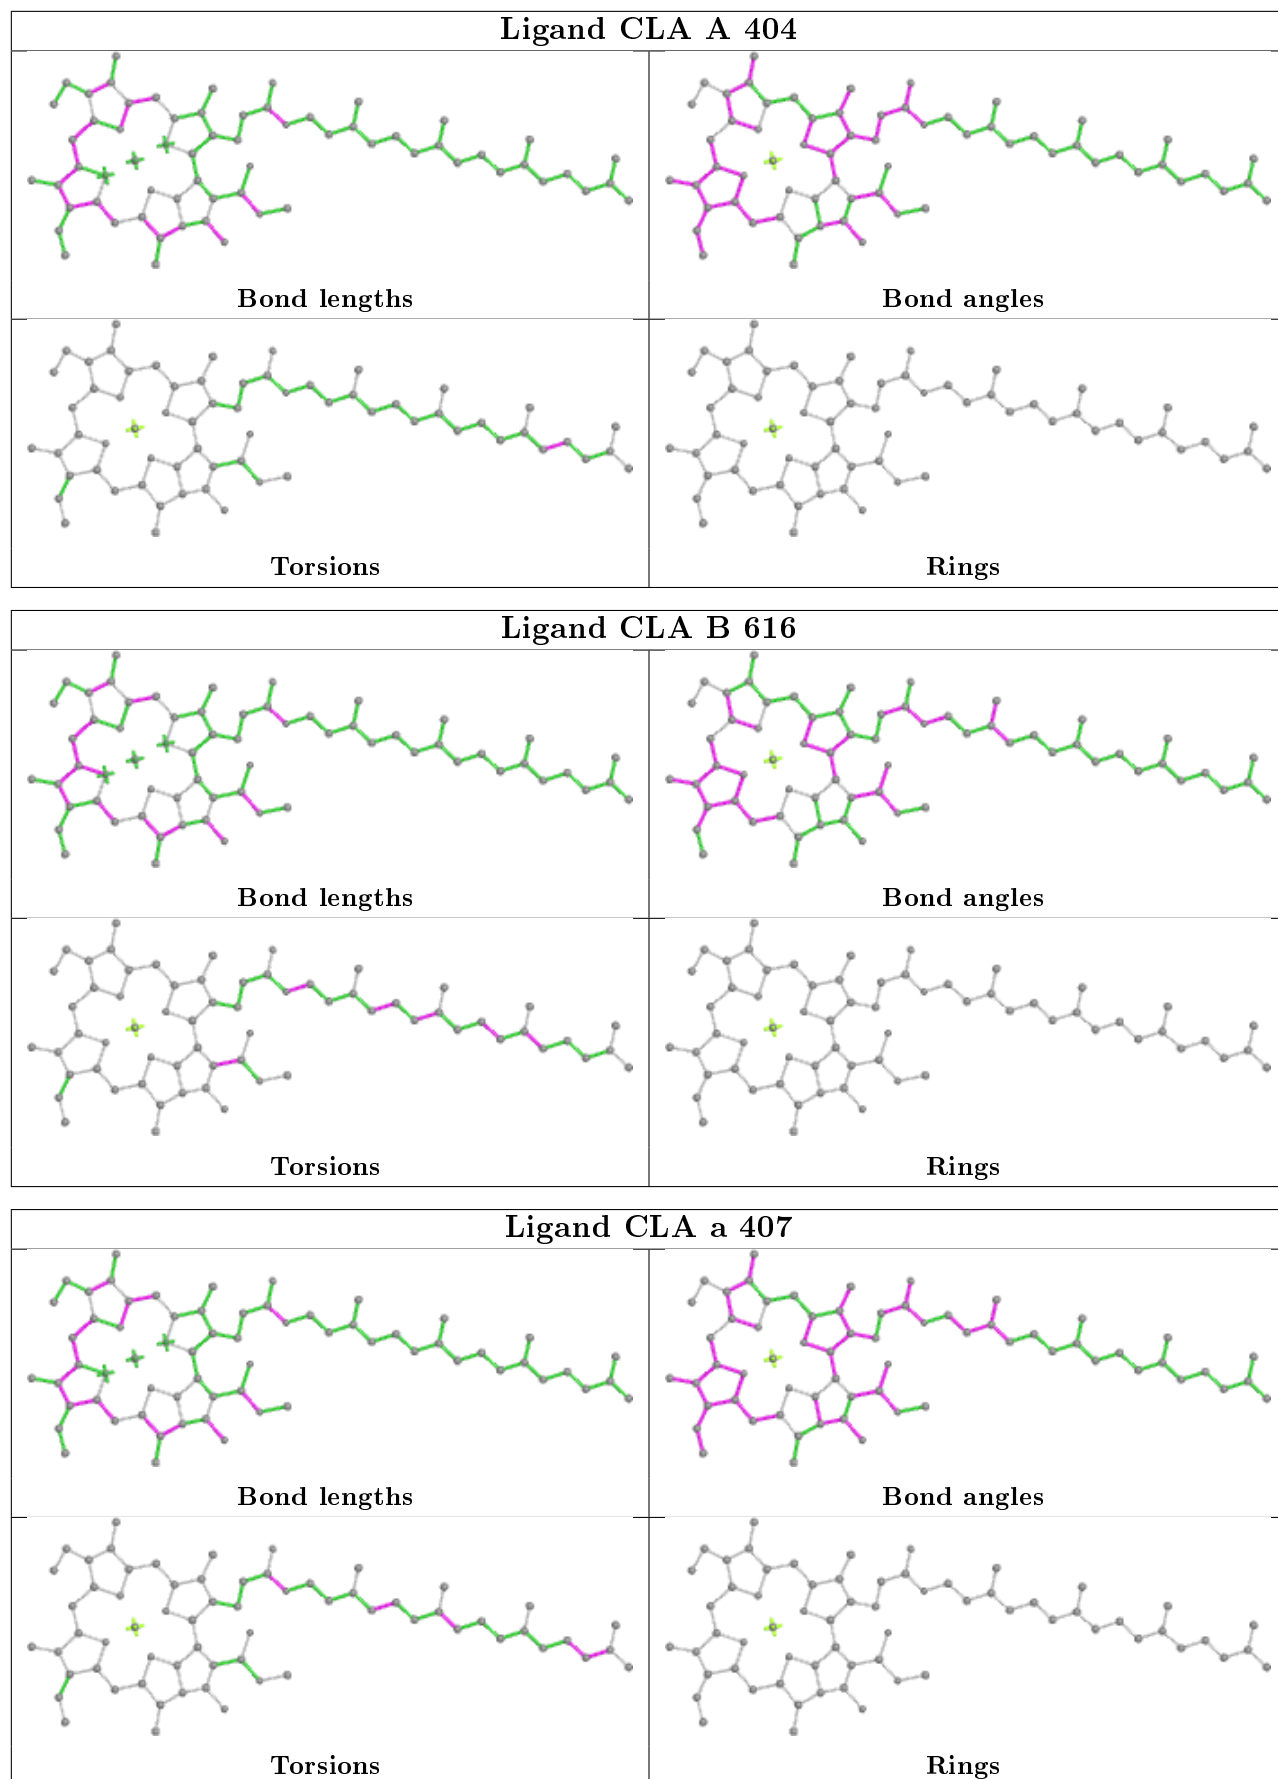 Ligand CLA A 404
Bond lengths
Bond angles
Torsions
Rings
Ligand CLA B 616
Bond lengths
Bond angles
Torsions
Rings
Ligand CLA a 407
Bond lengths
Bond angles
Torsions
Rings